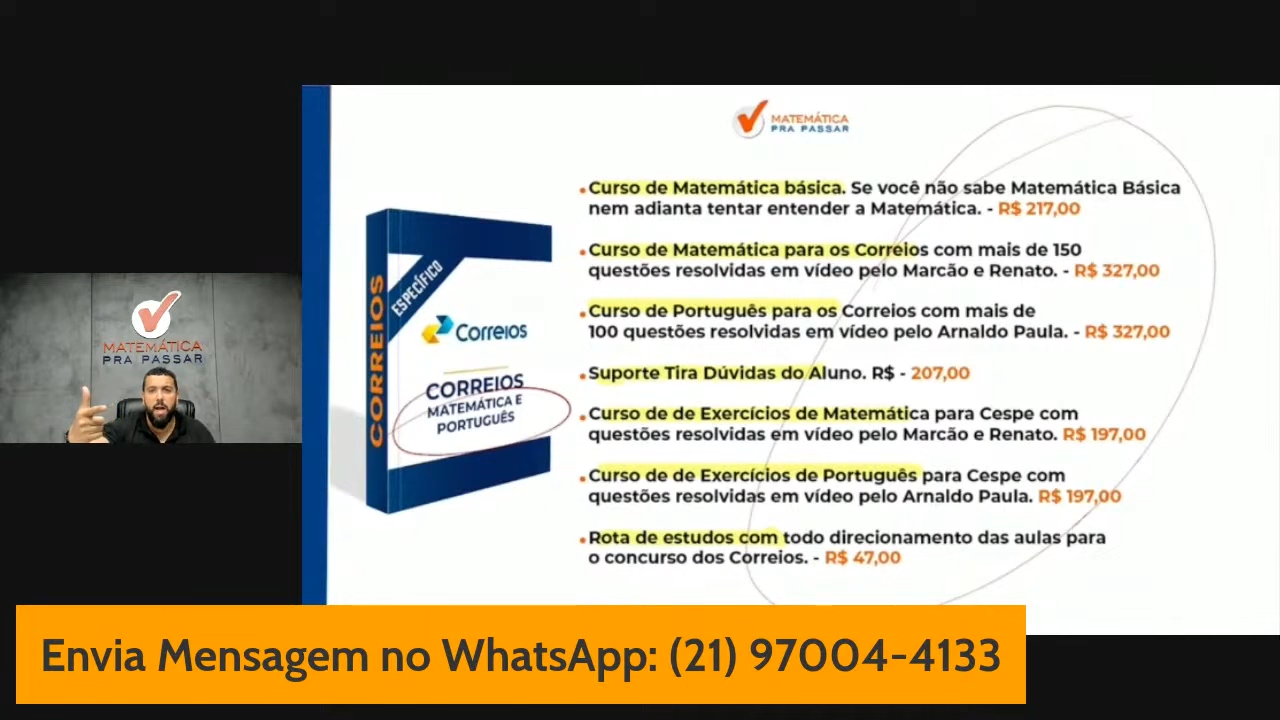 MATEMÁTICA
PRA PASSAR
• Curso de Matemática básica. Se você não sabe Matemática Básica
nem adianta tentar entender a Matemática. - R$ 217,00
• Curso de Matemática para os Correios com mais de 150
questões resolvidas em vídeo pelo Marcão e Renato. - R$ 327,00
• Curso de Português para os Correios com mais de
100 questões resolvidas em vídeo pelo Arnaldo Paula. - R$ 327,00
• Suporte Tira Dúvidas do Aluno. R$ - 207,00
• Curso de de Exercícios de Matemática para Cespe com
questões resolvidas em vídeo pelo Marcão e Renato. R$ 197,00
• Curso de de Exercícios de Português para Cespe com
questões resolvidas em vídeo pelo Arnaldo Paula. R$ 197,00
• Rota de estudos com todo direcionamento das aulas para
o concurso dos Correios. - R$ 47,00
CORREIOS
ESPECÍFICO
Correios
CORREIOS
MATEMÁTICA E
PORTUGUÊS
MATEMÁTICA
PRA PASSAR
Envia Mensagem no WhatsApp: (21) 97004-4133